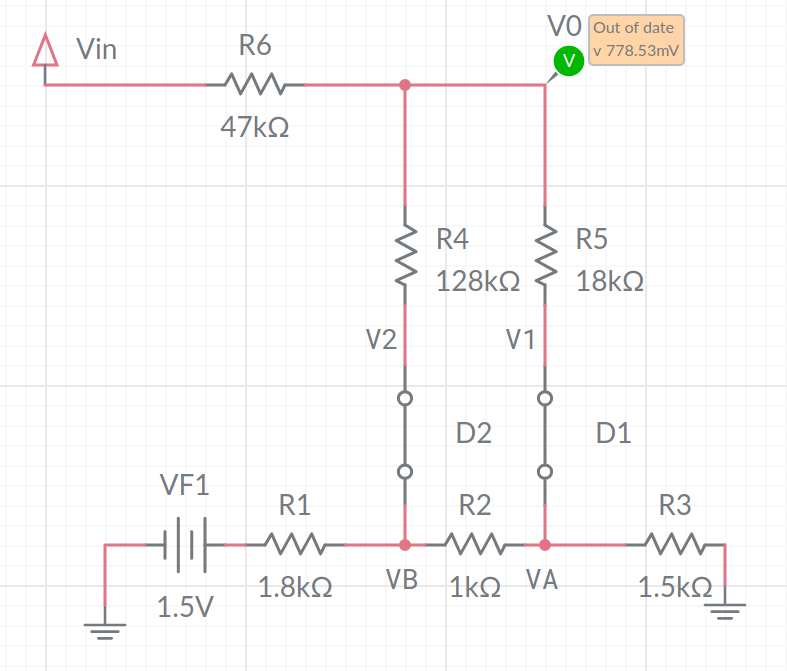 V0
Out of date
v 778.53mV
V
Vin
R6
47kΩ
R4
128kΩ
R5
18kΩ
V2
V1
D2
D1
VF1
1.5V
R1
1.8kΩ
VB
R2
1kΩ
VA
R3
1.5kΩ